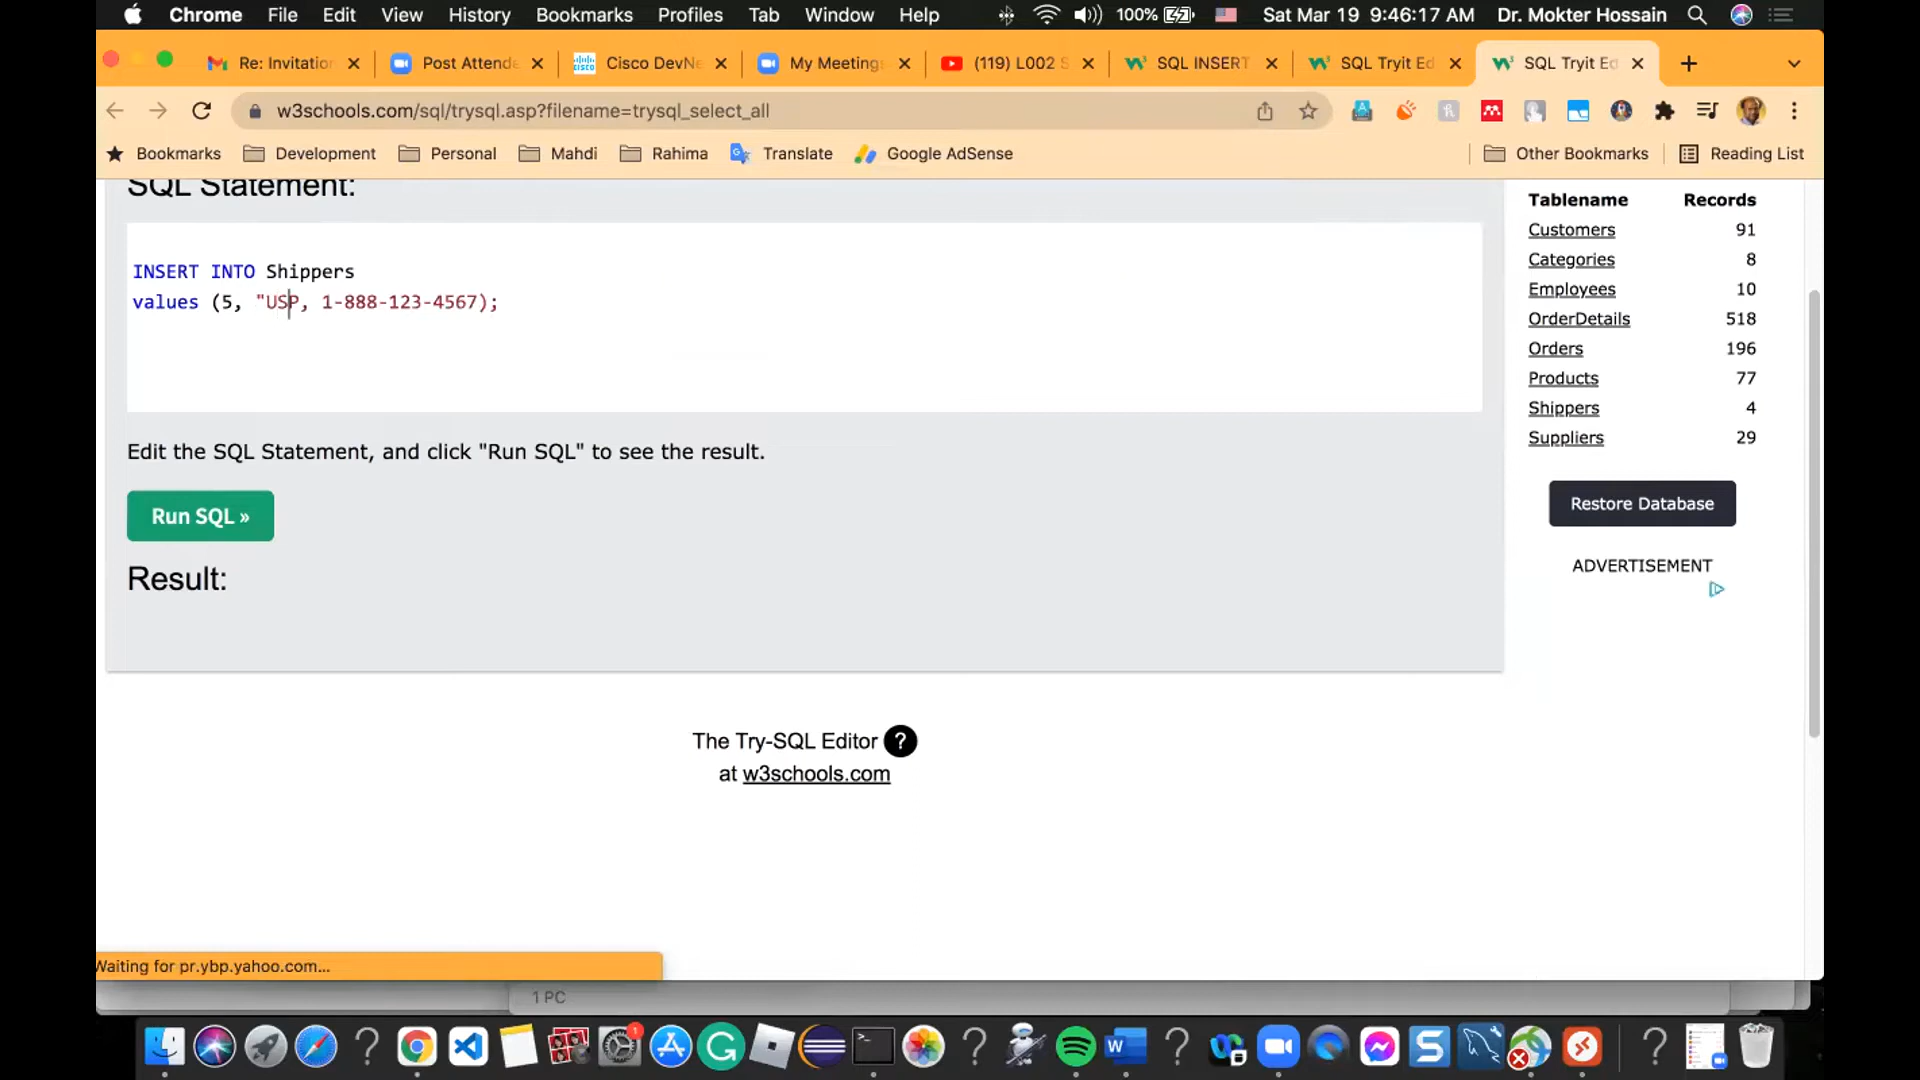 Chrome File Edit View History Bookmarks Profiles Tab Window Help 100% Sat Mar 19 9:46:17 AM Dr. Mokter Hossain
Re: Invitation Post Attende Cisco DevNe My Meetings (119) L002 S SQL INSERT SQL Tryit Ed SQL Tryit Ed
w3schools.com/sql/trysql.asp?filename=trysql_select_all
Bookmarks Development Personal Mahdi Rahima Translate Google AdSense Other Bookmarks Reading List
SQL Statement:
INSERT INTO Shippers
values (5, "USP, 1-888-123-4567);
Edit the SQL Statement, and click "Run SQL" to see the result.
Run SQL »
Result:
The Try-SQL Editor ?
at w3schools.com
Tablename Records
Customers 91
Categories 8
Employees 10
OrderDetails 518
Orders 196
Products 77
Shippers 4
Suppliers 29
Restore Database
ADVERTISEMENT
Waiting for pr.ybp.yahoo.com...
1 PC